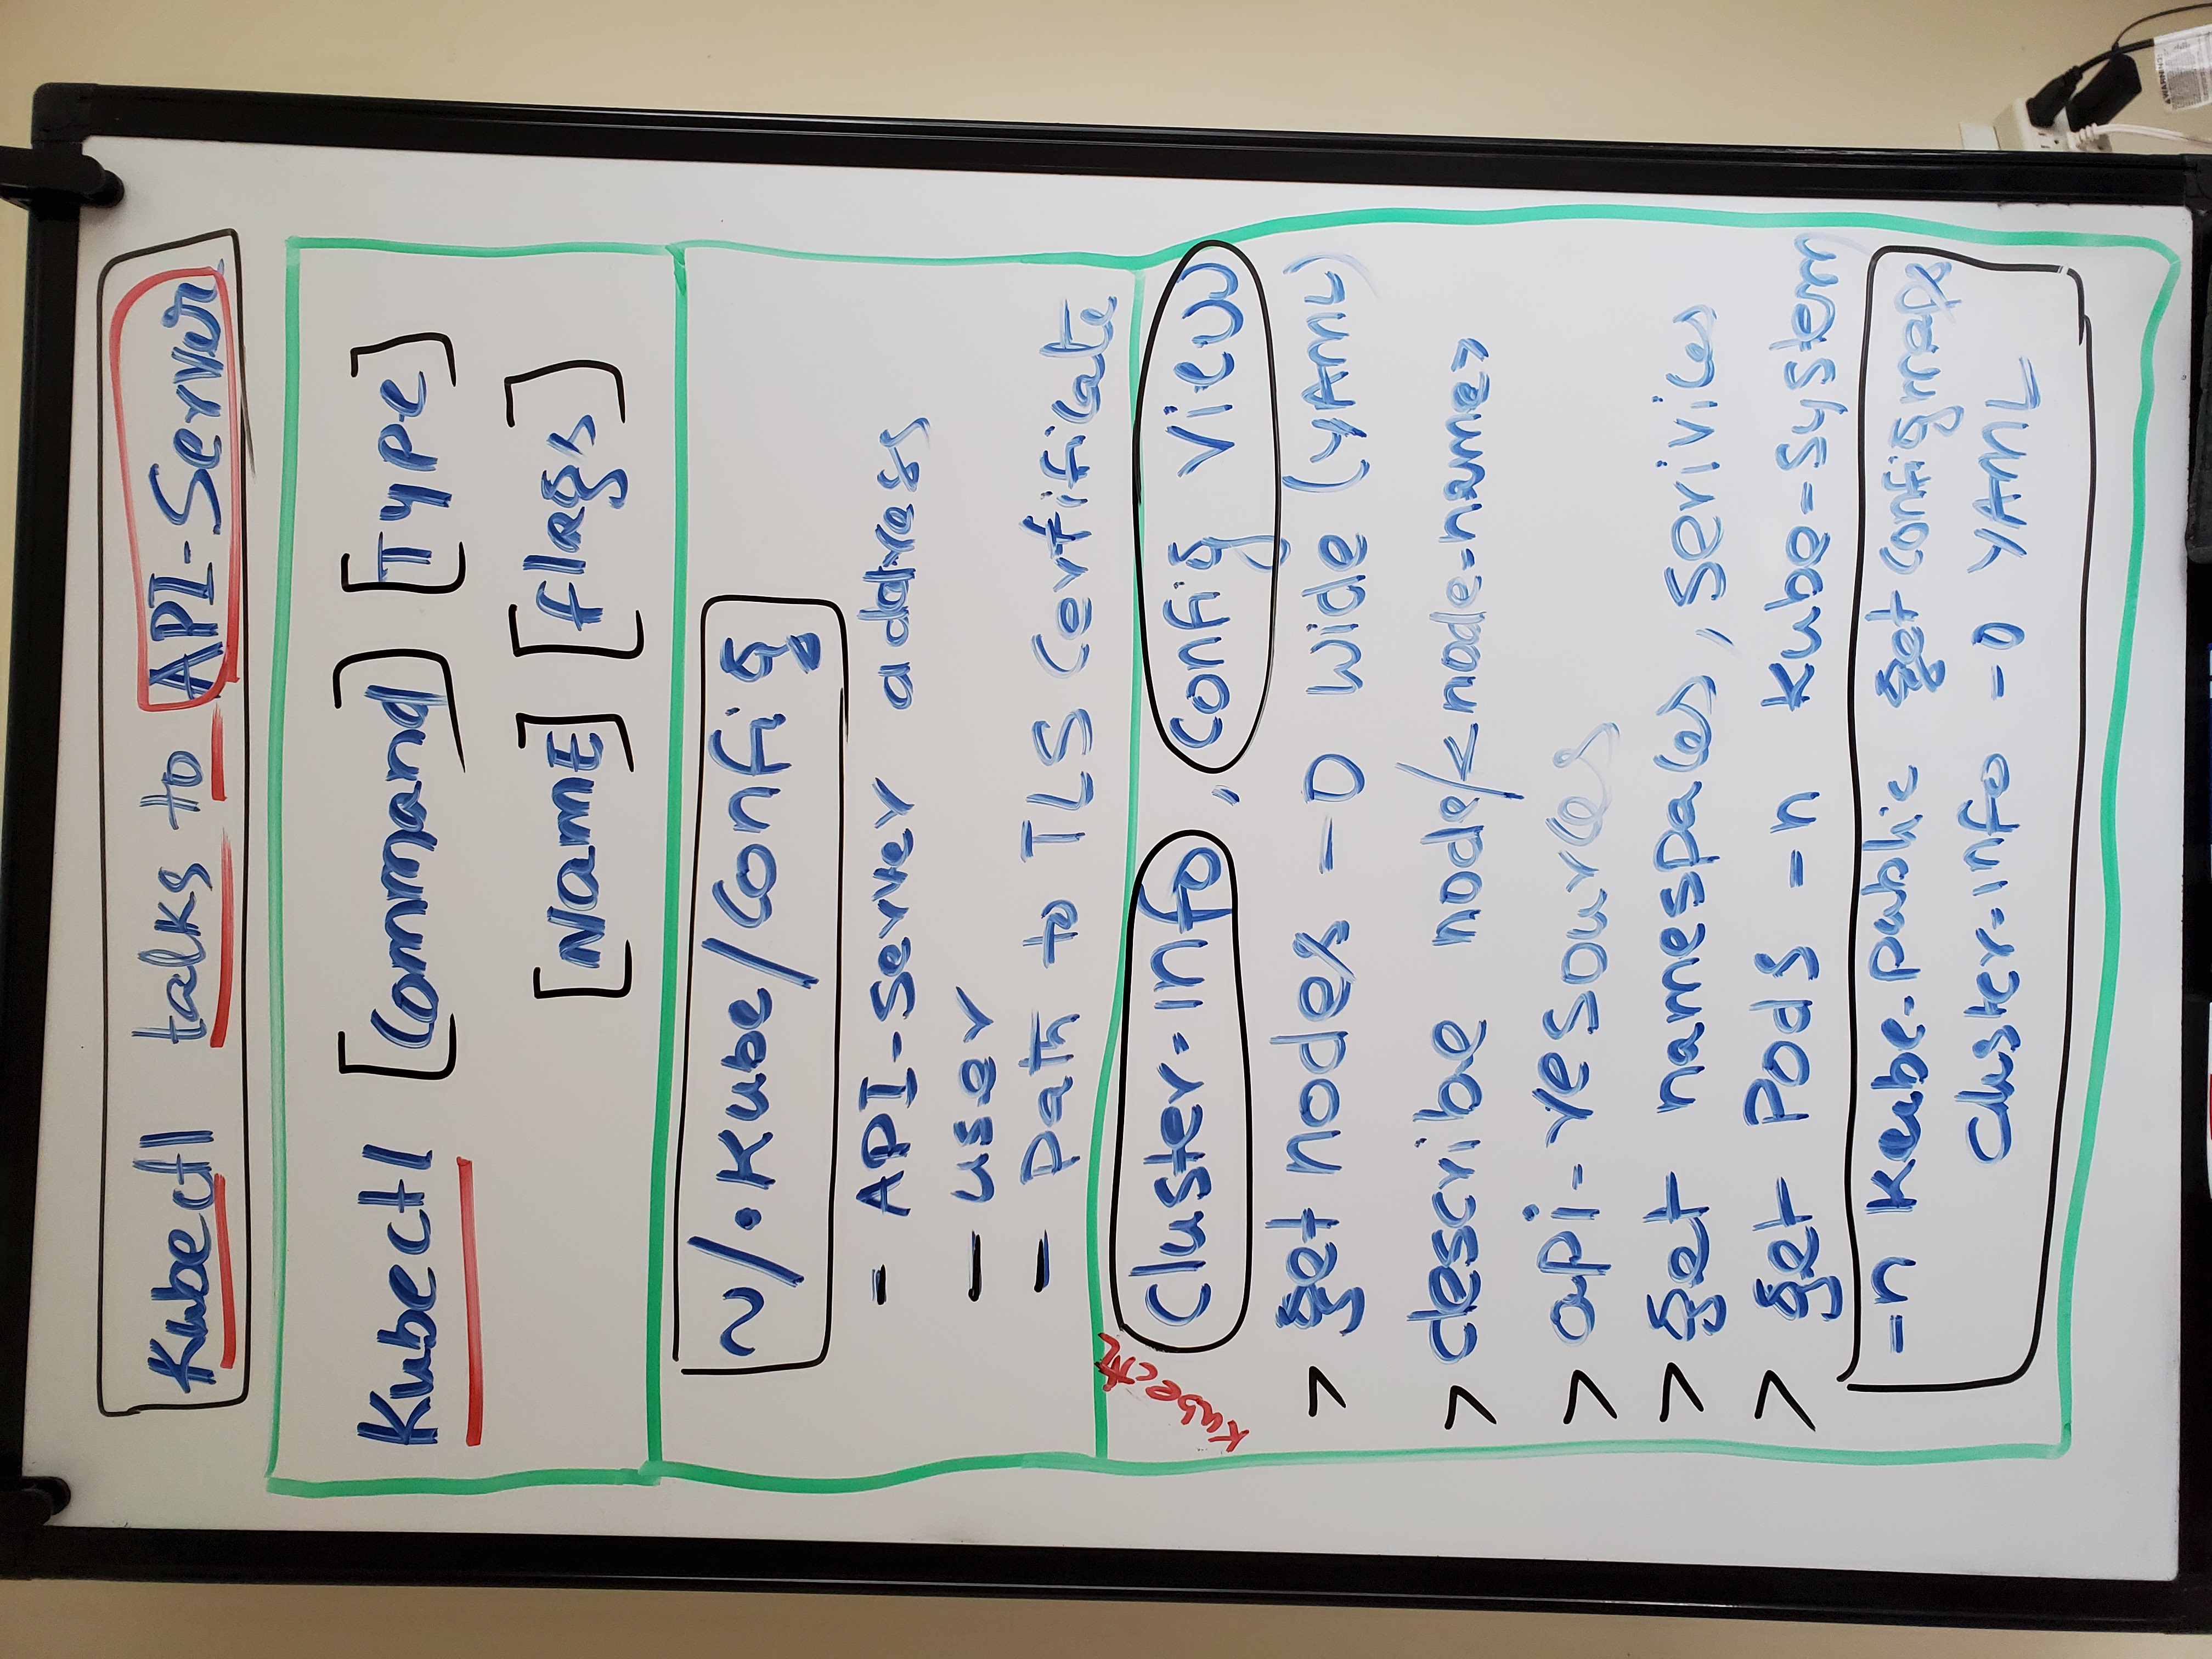 Kubectl talks to API-Server
Kubectl [Command] [Type]
[NamE] [flags]
~/.Kube/Config
- API-Server address
- user
- Path to TLS Certificate
Kubectl
Cluster-info, Config View
> get nodes -o wide (YAML)
> describe node/<node-name>
> api-resources
> get namespaces, serivices
> get Pods -n Kube-system
-n Kube-public get configmaps
Cluster-info -o YAML
WARNING